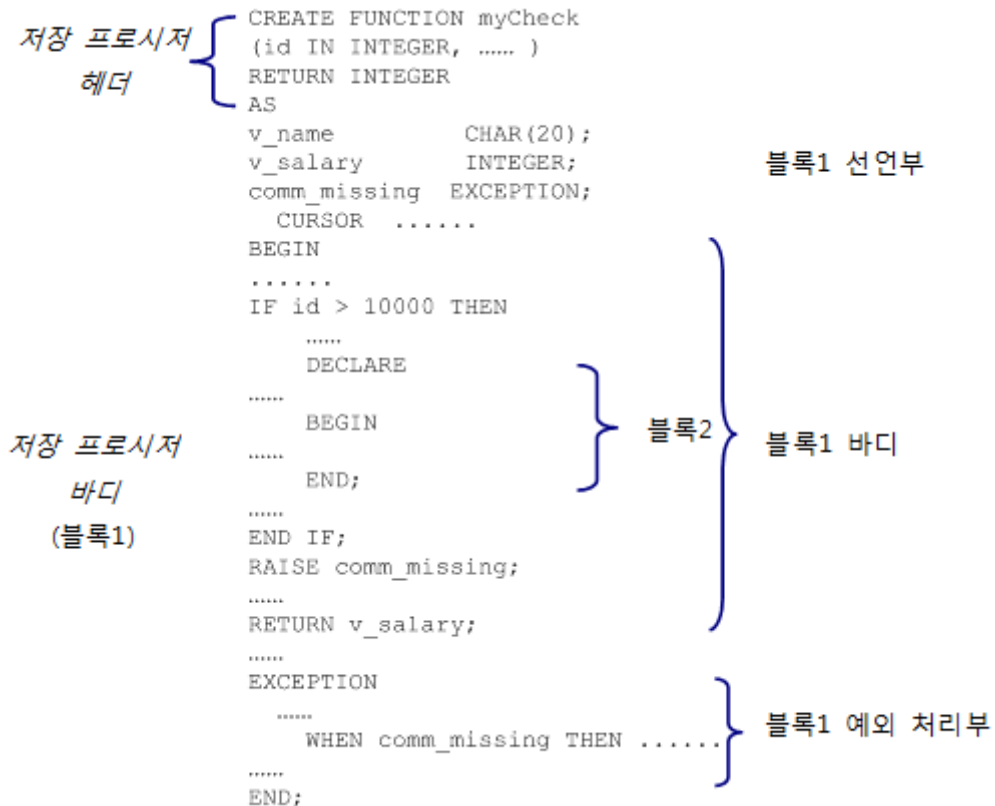 저장 프로시저
헤더
CREATE FUNCTION myCheck
(id IN INTEGER, ...... )
RETURN INTEGER
AS
v_name CHAR(20);
v_salary INTEGER;
comm_missing EXCEPTION;
CURSOR ......
블록1 선언부
BEGIN
......
IF id > 10000 THEN
......
DECLARE
......
BEGIN
......
END;
블록2
블록1 바디
저장 프로시저
바디
(블록1)
......
END IF;
RAISE comm_missing;
......
RETURN v_salary;
......
EXCEPTION
......
WHEN comm_missing THEN ......
블록1 예외 처리부
......
END;